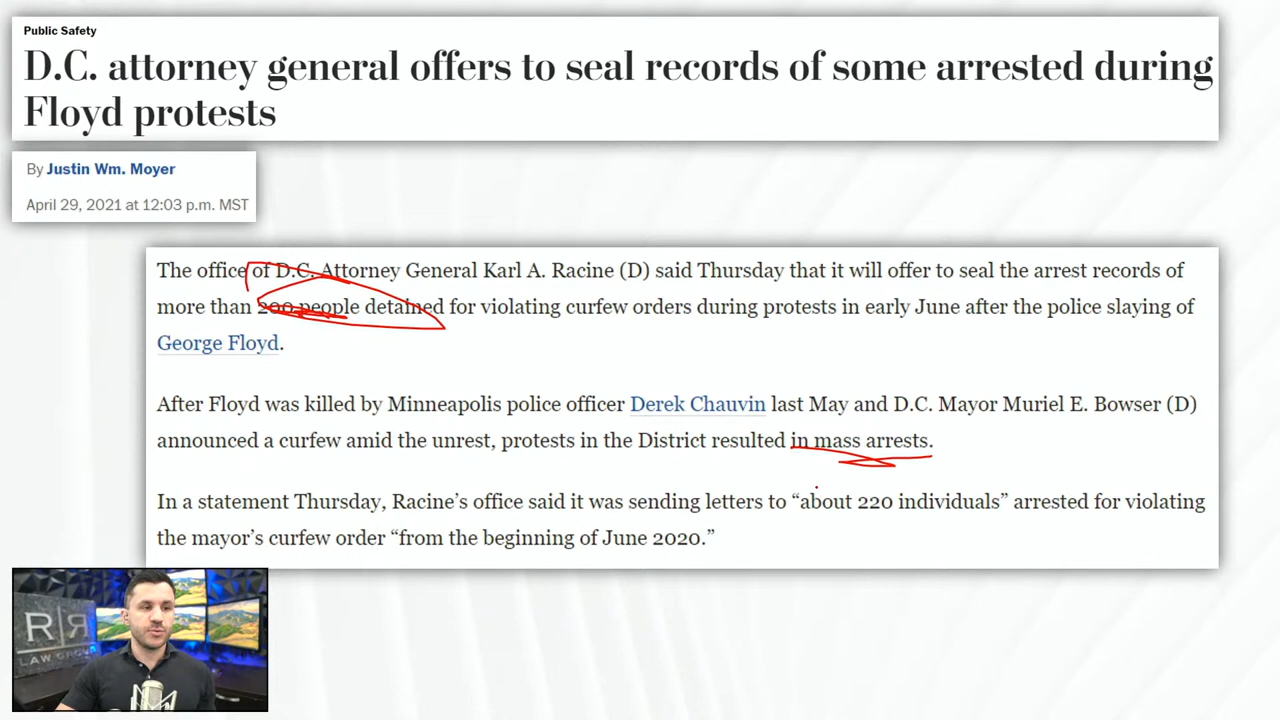 Public Safety
D.C. attorney general offers to seal records of some arrested during
Floyd protests
By Justin Wm. Moyer
April 29, 2021 at 12:03 p.m. MST
The office of D.C. Attorney General Karl A. Racine (D) said Thursday that it will offer to seal the arrest records of
more than 200 people detained for violating curfew orders during protests in early June after the police slaying of
George Floyd.
After Floyd was killed by Minneapolis police officer Derek Chauvin last May and D.C. Mayor Muriel E. Bowser (D)
announced a curfew amid the unrest, protests in the District resulted in mass arrests.
In a statement Thursday, Racine’s office said it was sending letters to “about 220 individuals” arrested for violating
the mayor’s curfew order “from the beginning of June 2020.”
R|R
LAW GROUP